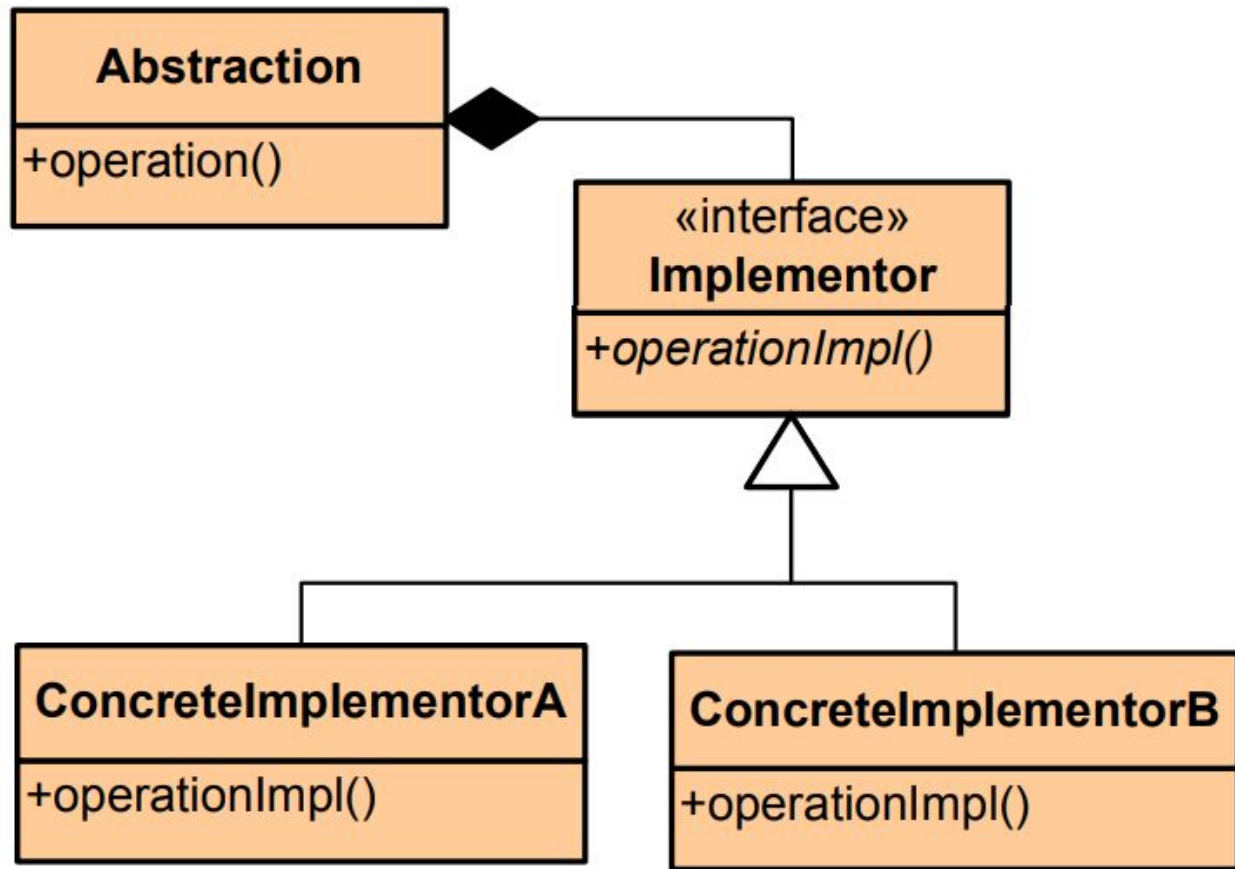 Abstraction
+operation()
«interface»
Implementor
+operationImpl()
ConcreteImplementorA
+operationImpl()
ConcreteImplementorB
+operationImpl()